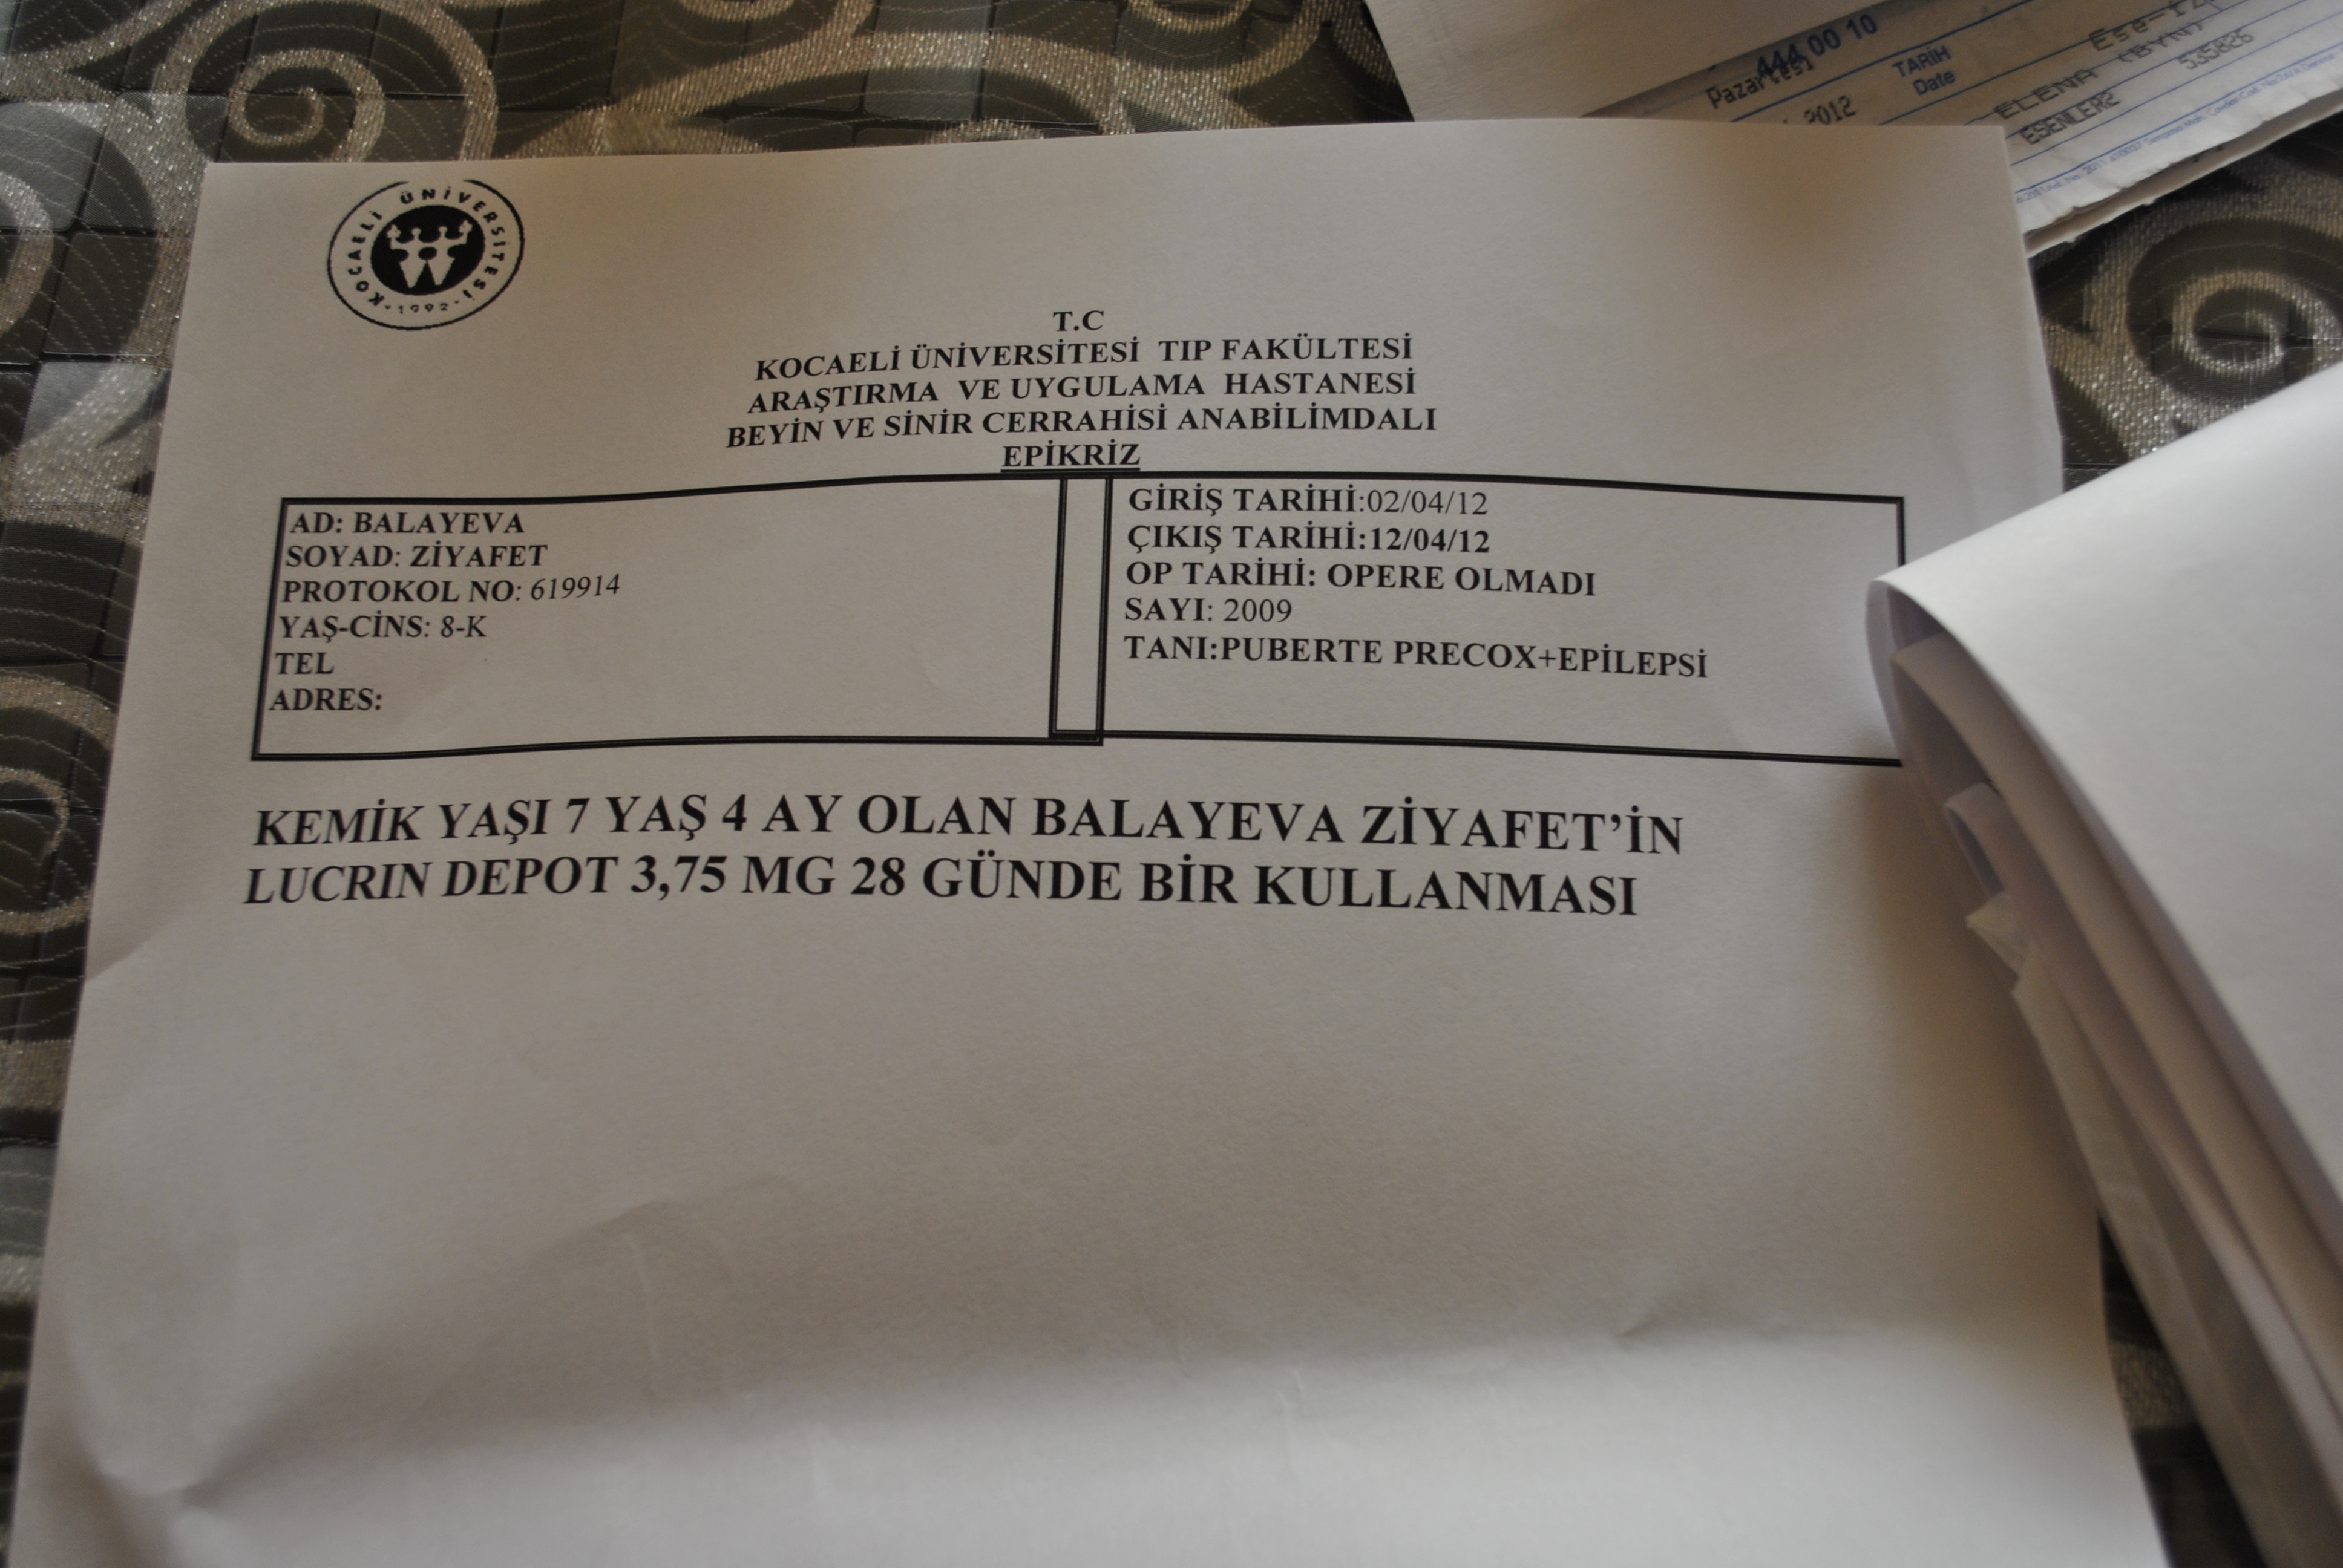 444 00 10
Pazartesi
TARİH
Date
2012
ELENA (BYN)
ESENLER2
535826
KOCAELİ ÜNİVERSİTESİ
·1992·
T.C
KOCAELİ ÜNİVERSİTESİ TIP FAKÜLTESİ
ARAŞTIRMA VE UYGULAMA HASTANESİ
BEYİN VE SİNİR CERRAHİSİ ANABİLİMDALI
EPİKRİZ
AD: BALAYEVA
SOYAD: ZİYAFET
PROTOKOL NO: 619914
YAŞ-CİNS: 8-K
TEL
ADRES:
GİRİŞ TARİHİ:02/04/12
ÇIKIŞ TARİHİ:12/04/12
OP TARİHİ: OPERE OLMADI
SAYI: 2009
TANI:PUBERTE PRECOX+EPİLEPSİ
KEMİK YAŞI 7 YAŞ 4 AY OLAN BALAYEVA ZİYAFET’İN
LUCRIN DEPOT 3,75 MG 28 GÜNDE BİR KULLANMASI